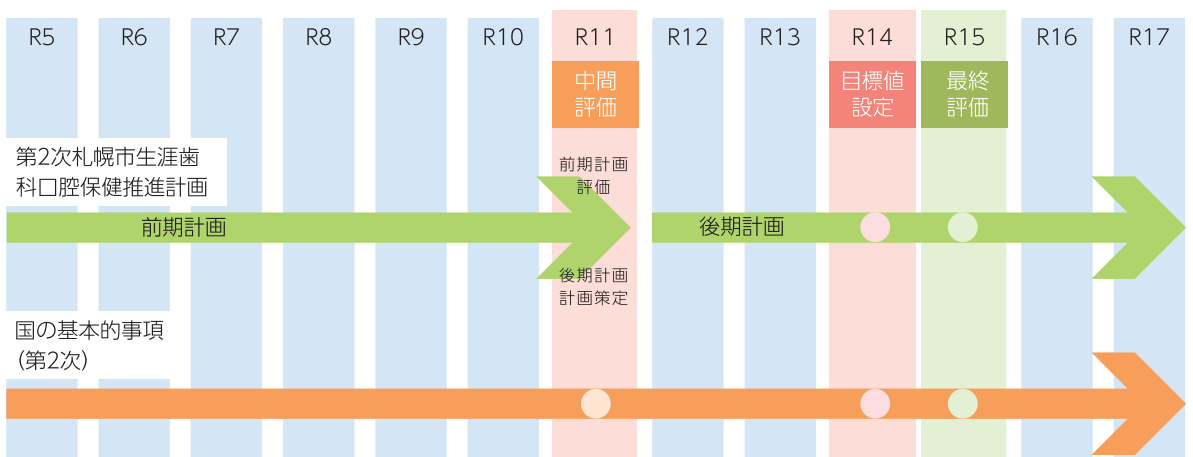 R5 R6 R7 R8 R9 R10 R11 R12 R13 R14 R15 R16 R17
中間
評価
目標値
設定
最終
評価
第2次札幌市生涯歯
科口腔保健推進計画
前期計画
評価
前期計画
後期計画
後期計画
計画策定
国の基本的事項
(第2次)